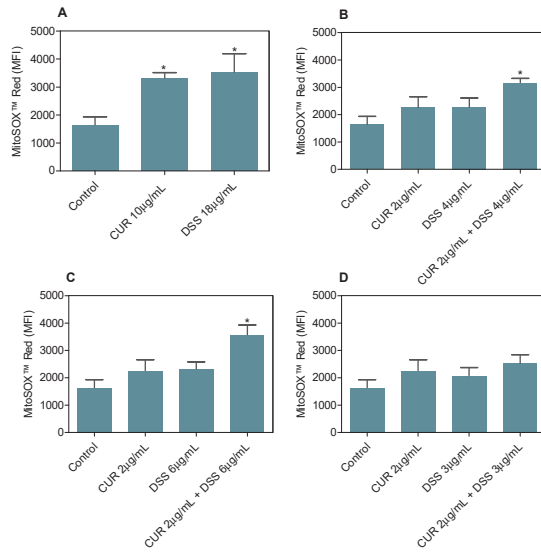 A
MitoSOX™ Red (MFI)
5000
4000
3000
2000
1000
0
*
*
Control
CUR 10µg/mL
DSS 18µg/mL
B
MitoSOX™ Red (MFI)
5000
4000
3000
2000
1000
0
*
Control
CUR 2µg/mL
DSS 4µg/mL
CUR 2µg/mL + DSS 4µg/mL
C
MitoSOX™ Red (MFI)
5000
4000
3000
2000
1000
0
*
Control
CUR 2µg/mL
DSS 6µg/mL
CUR 2µg/mL + DSS 6µg/mL
D
MitoSOX™ Red (MFI)
5000
4000
3000
2000
1000
0
Control
CUR 2µg/mL
DSS 3µg/mL
CUR 2µg/mL + DSS 3µg/mL